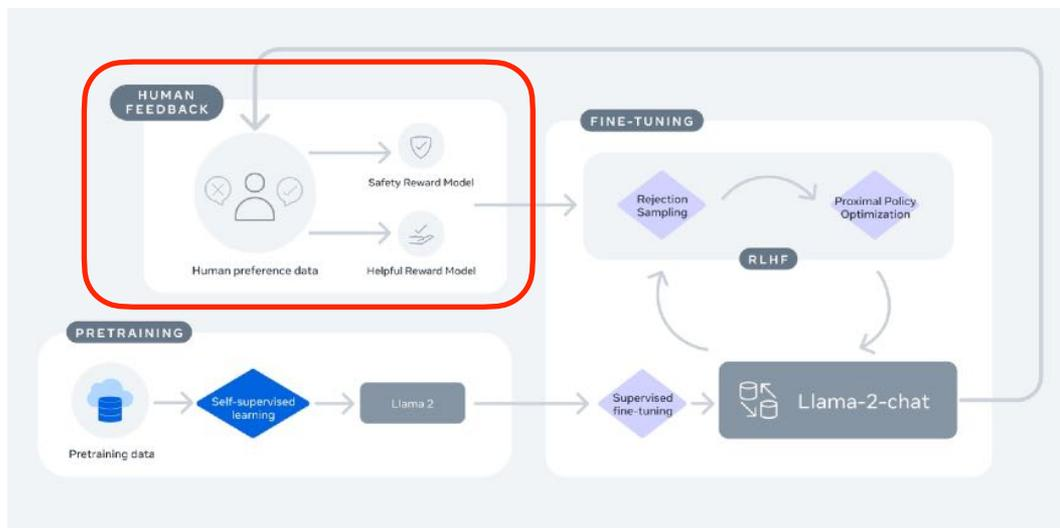 HUMAN
FEEDBACK
Safety Reward Model
Human preference data
Helpful Reward Model
FINE-TUNING
Rejection
Sampling
Proximal Policy
Optimization
RLHF
PRETRAINING
Pretraining data
Self-supervised
learning
Llama 2
Supervised
fine-tuning
Llama-2-chat